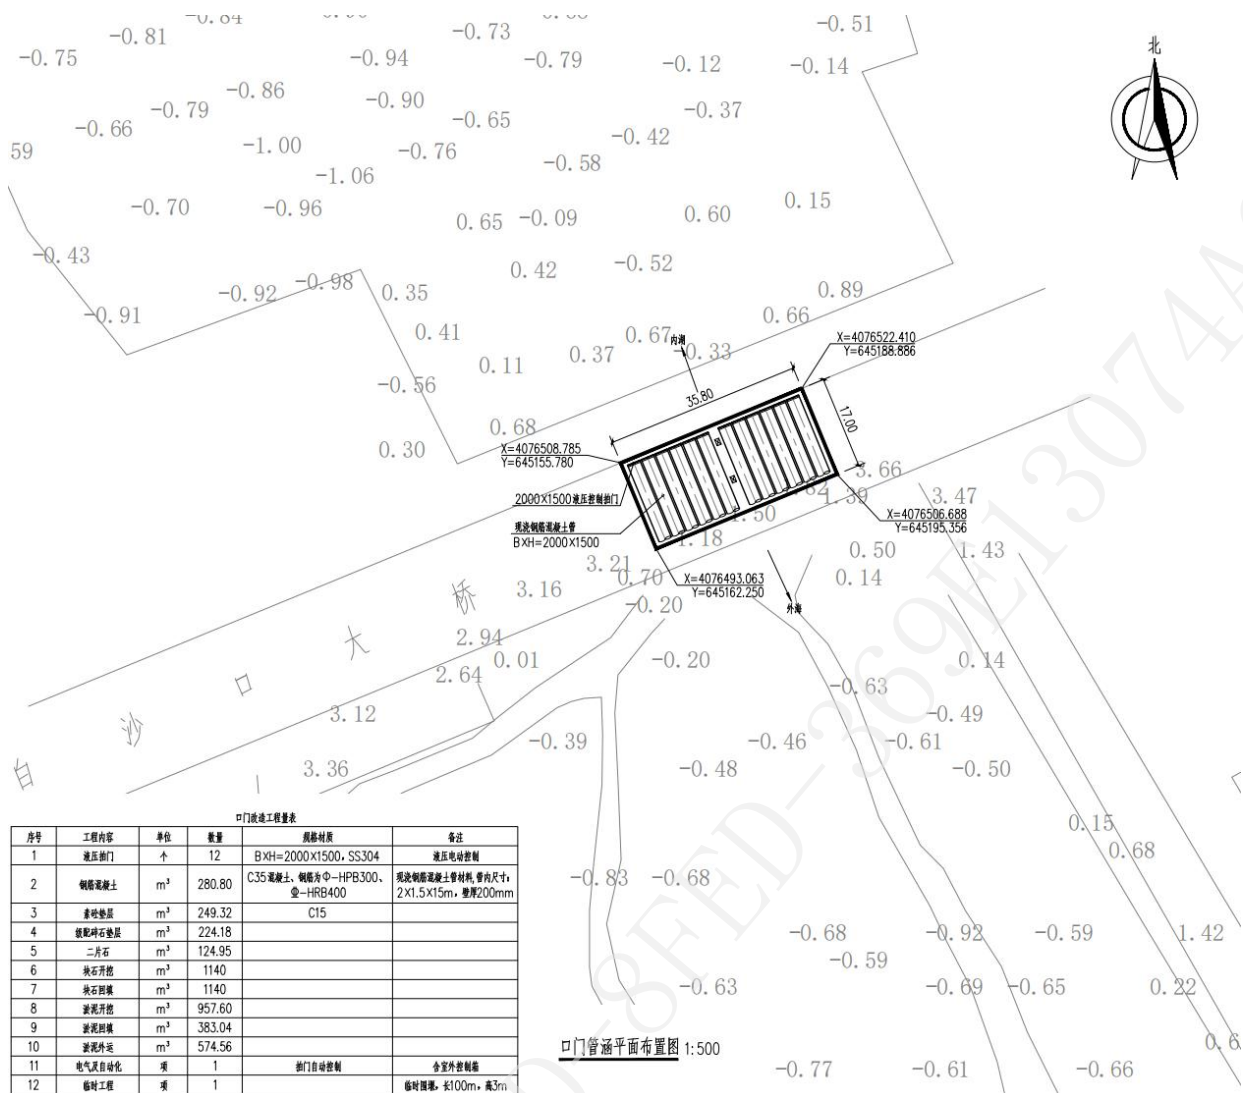 -0.84
-0.51
-0.81
-0.73
-0.75
-0.94
-0.79
-0.12
-0.14
北
-0.86
-0.90
-0.79
-0.37
-0.66
-0.65
-0.42
59
-1.00
-0.76
-0.58
-1.06
-0.70
-0.96
0.65
-0.09
0.60
0.15
-0.43
0.42
-0.52
-0.92
-0.98
0.35
0.89
-0.91
0.41
0.67
0.66
内湖
-0.33
X=4076522.410
Y=645188.886
0.11
0.37
-0.56
35.80
17.00
0.68
0.30
X=4076508.785
Y=645155.780
3.66
2000X1500液压控制拍门
1.39
3.47
1.50
X=4076506.688
Y=645195.356
现浇钢筋混凝土管
BXH=2000X1500
1.18
0.50
1.43
3.21
0.70
X=4076493.063
Y=645162.250
0.14
3.16
-0.20
外海
白沙口大桥
2.94
0.01
-0.20
0.14
2.64
-0.63
3.12
-0.49
-0.39
-0.46
-0.61
3.36
-0.48
-0.50
0.15
0.68
-0.83
-0.68
-0.68
-0.92
-0.59
1.42
-0.59
-0.63
-0.69
-0.65
0.22
0.6
-0.77
-0.61
-0.66
口门改造工程量表
序号 工程内容 单位 数量 规格材质 备注
1 液压拍门 个 12 BXH=2000X1500, SS304 液压电动控制
2 钢筋混凝土 m³ 280.80 C35混凝土、钢筋为Φ-HPB300、Φ-HRB400 现浇钢筋混凝土管材料,管内尺寸:2X1.5X15m,壁厚200mm
3 素砼垫层 m³ 249.32 C15
4 级配碎石垫层 m³ 224.18
5 二片石 m³ 124.95
6 块石开挖 m³ 1140
7 块石回填 m³ 1140
8 淤泥开挖 m³ 957.60
9 淤泥回填 m³ 383.04
10 淤泥外运 m³ 574.56
11 电气及自动化 项 1 拍门自动控制 含室外控制箱
12 临时工程 项 1 临时围堰,长100m,高3m
口门管涵平面布置图 1:500
8FED-369E13074A